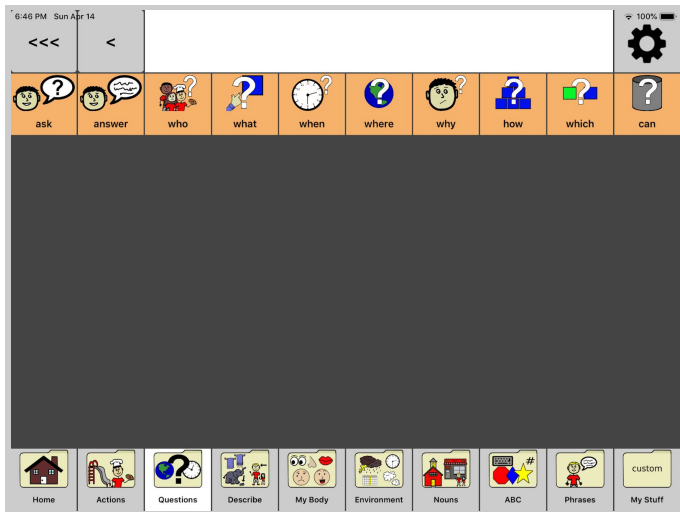 6:46 PM Sun Apr 14
100%
<<<
<
ask
answer
who
what
when
where
why
how
which
can
#
custom
Home
Actions
Questions
Describe
My Body
Environment
Nouns
ABC
Phrases
My Stuff